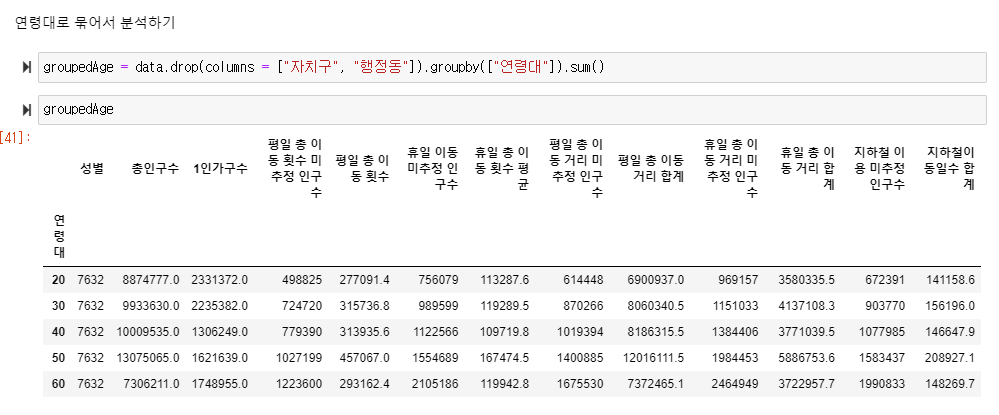 연령대로 묶어서 분석하기
groupedAge = data.drop(columns = ["자치구", "행정동"]).groupby(["연령대"]).sum()
groupedAge
[41]:
성별 총인구수 1인가구수 평일 총 이동 횟수 미추정 인구수 평일 총 이동 횟수 휴일 이동 미추정 인구수 휴일 총 이동 횟수 평균 평일 총 이동 거리 미추정 인구수 평일 총 이동 거리 합계 휴일 총 이동 거리 미추정 인구수 휴일 총 이동 거리 합계 지하철 이용 미추정 인구수 지하철이동일수 합계
연령대
20 7632 8874777.0 2331372.0 498825 277091.4 756079 113287.6 614448 6900937.0 969157 3580335.5 672391 141158.6
30 7632 9933630.0 2235382.0 724720 315736.8 989599 119289.5 870266 8060340.5 1151033 4137108.3 903770 156196.0
40 7632 10009535.0 1306249.0 779390 313935.6 1122566 109719.8 1019394 8186315.5 1384406 3771039.5 1077985 146647.9
50 7632 13075065.0 1621639.0 1027199 457067.0 1554689 167474.5 1400885 12016111.5 1984453 5886753.6 1583437 208927.1
60 7632 7306211.0 1748955.0 1223600 293162.4 2105186 119942.8 1675530 7372465.1 2464949 3722957.7 1990833 148269.7